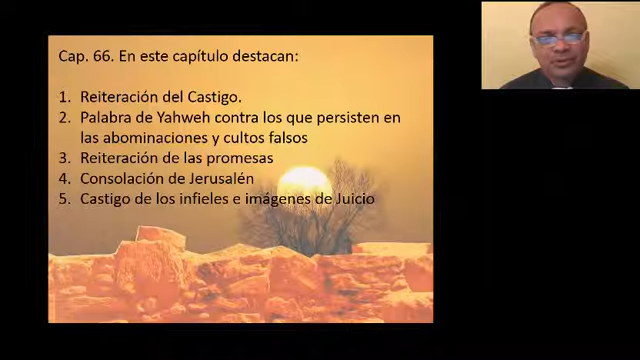 Cap. 66. En este capítulo destacan:
1. Reiteración del Castigo.
2. Palabra de Yahweh contra los que persisten en
las abominaciones y cultos falsos
3. Reiteración de las promesas
4. Consolación de Jerusalén
5. Castigo de los infieles e imágenes de Juicio